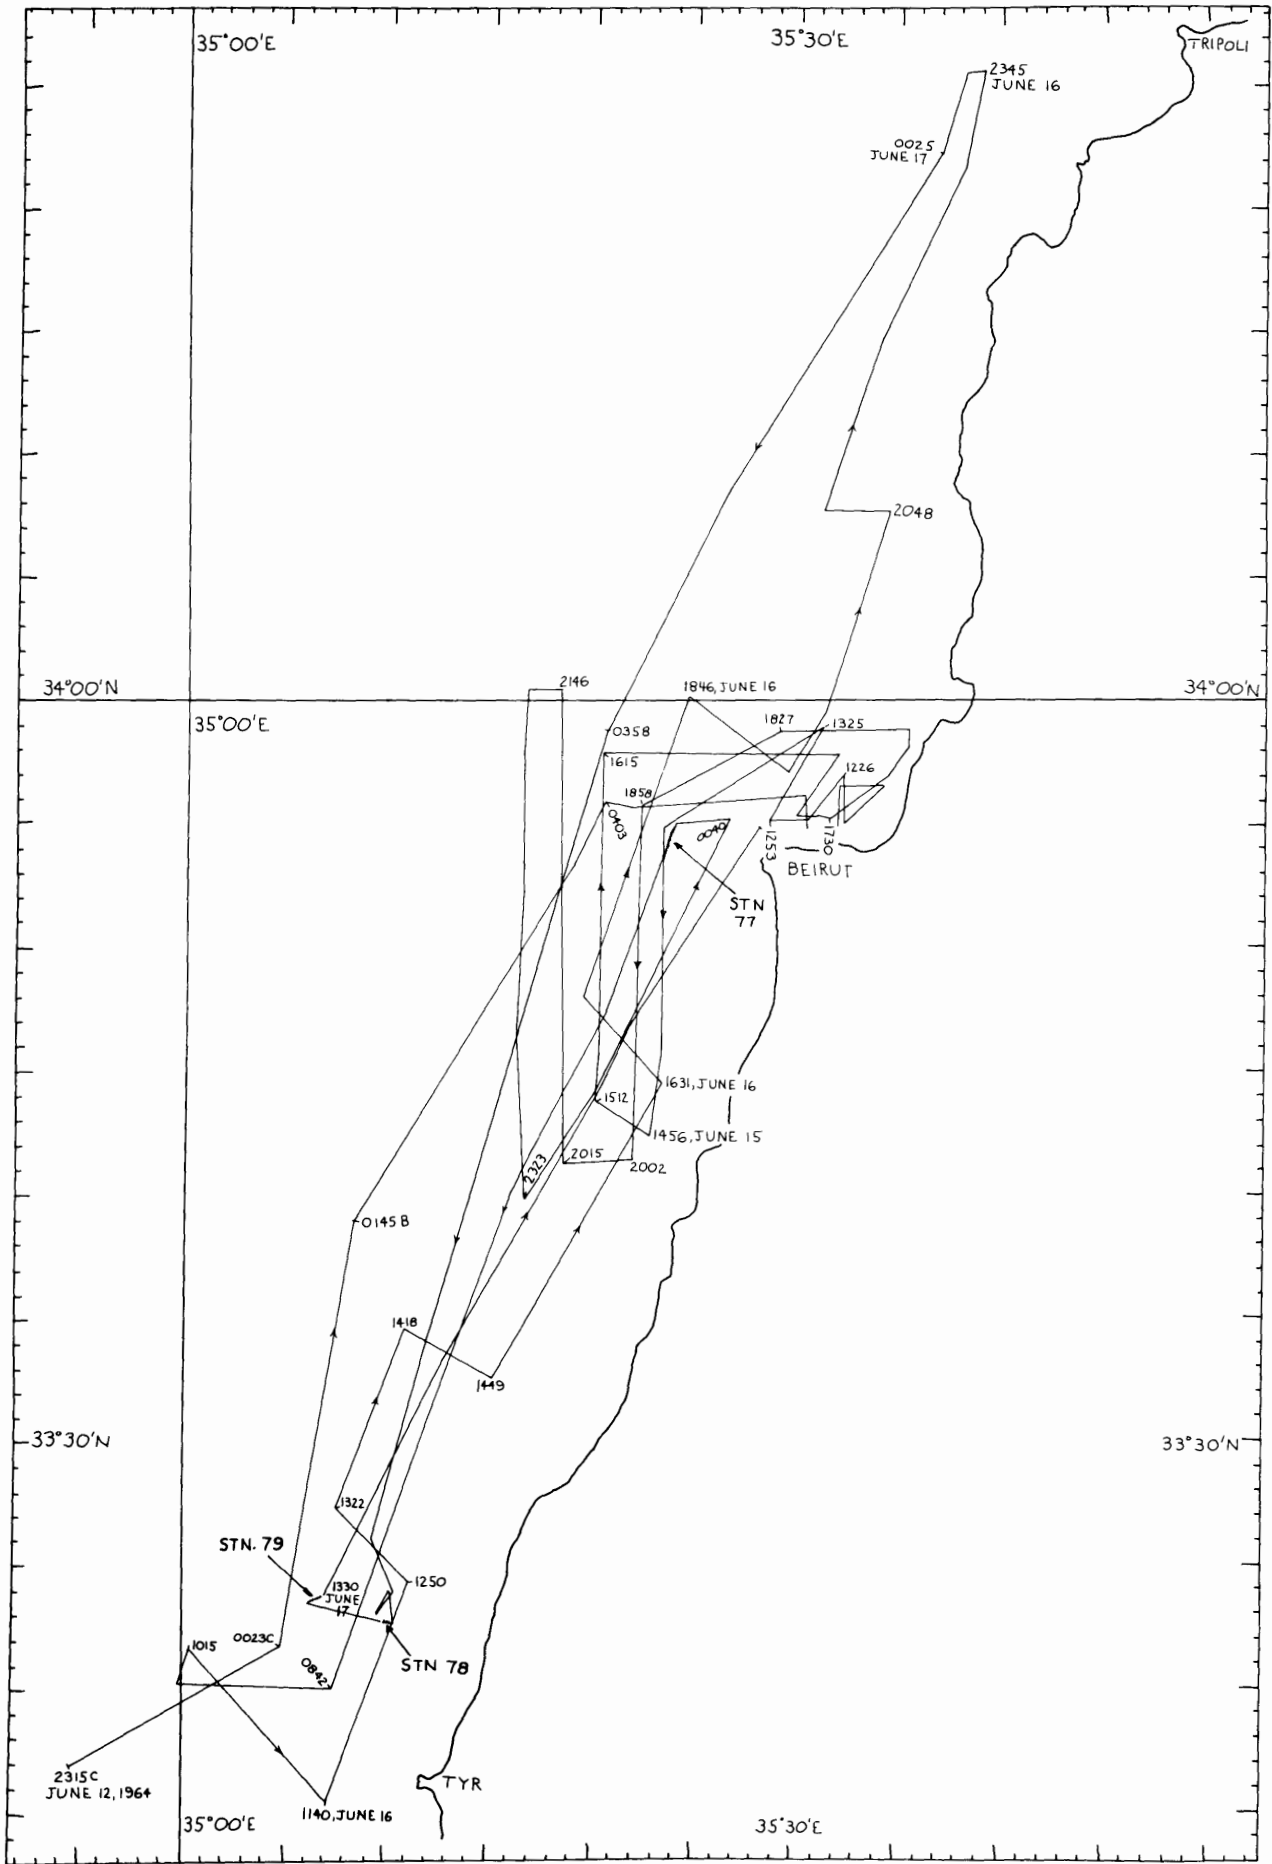 35°00'E
35°30'E
TRIPOLI
2345
JUNE 16
0025
JUNE 17
2048
34°00'N
2146
1846, JUNE 16
34°00'N
35°00'E
0358
1827
1325
1615
1226
1858
0403
0040
1253
1730
BEIRUT
STN
77
1631, JUNE 16
1512
1456, JUNE 15
2323
2015
2002
0145B
1418
1449
33°30'N
33°30'N
1322
STN. 79
1330
JUNE
17
1250
1015
0023C
0842
STN 78
2315C
JUNE 12, 1964
TYR
1140, JUNE 16
35°00'E
35°30'E